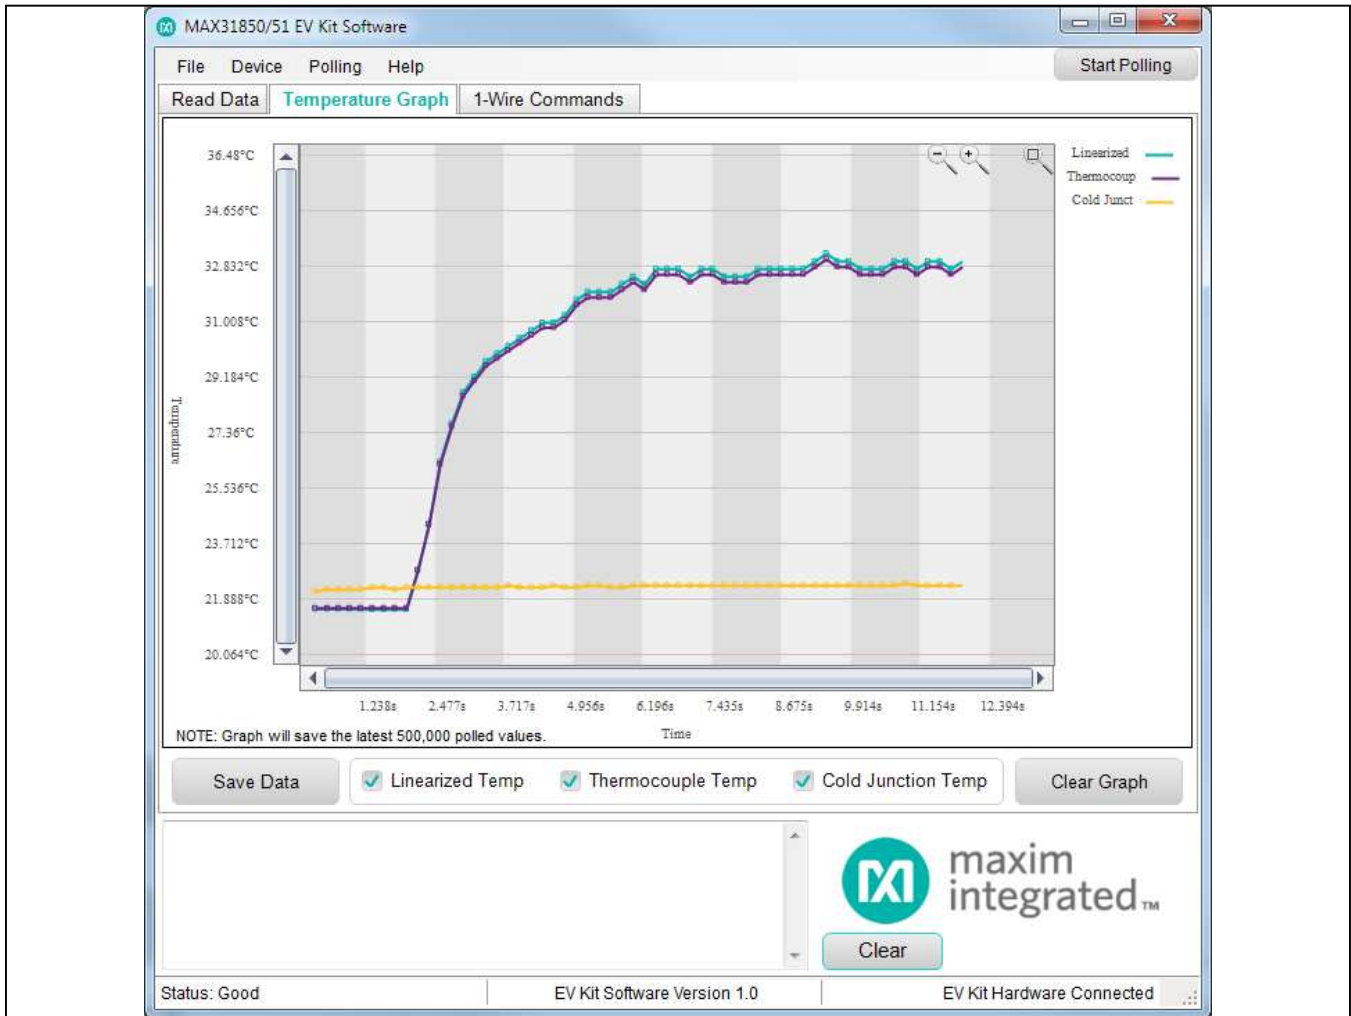 MAX31850/51 EV Kit Software
File Device Polling Help
Start Polling
Read Data Temperature Graph 1-Wire Commands
36.48°C
34.656°C
32.832°C
31.008°C
29.184°C
27.36°C
25.536°C
23.712°C
21.888°C
20.064°C
Temperature
Linearized
Thermocoup
Cold Junct
1.238s 2.477s 3.717s 4.956s 6.196s 7.435s 8.675s 9.914s 11.154s 12.394s
Time
NOTE: Graph will save the latest 500,000 polled values.
Save Data Linearized Temp Thermocouple Temp Cold Junction Temp Clear Graph
maxim
integrated™
Clear
Status: Good EV Kit Software Version 1.0 EV Kit Hardware Connected